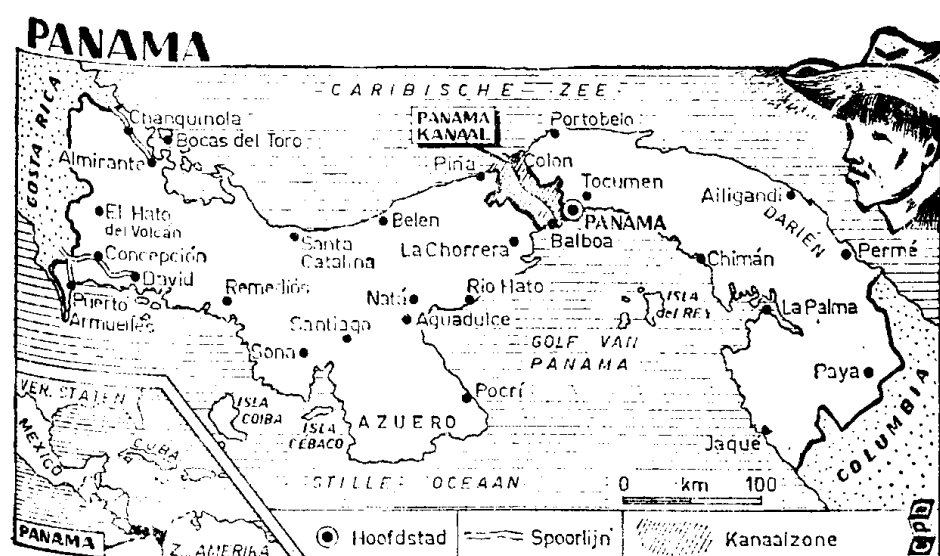 PANAMA
CARIBISCHE ZEE
COSTA RICA
PANAMA
KANAAL
Portobelo
Changuinola
Bocas del Toro
Almirante
Piña
Colon
Tocumen
Ailigandi
DARIÉN
El Hato
del Volcán
Belen
PANAMA
Santa
Catalina
La Chorrera
Balboa
Permé
Concepción
David
Chimán
Remedios
Natá
Rio Hato
ISLA
del REY
La Palma
Puerto
Armuelles
Santiago
Aguadulce
GOLF VAN
PANAMA
Sona
Paya
VER. STATEN
ISLA
COIBA
ISLA
CEBACO
AZUERO
Pocrí
COLUMBIA
MEXICO
CUBA
Jaqué
STILLE OCEAAN
0 km 100
PANAMA
Z. AMERIKA
Hoofdstad
Spoorlijn
Kanaalzone
CPD